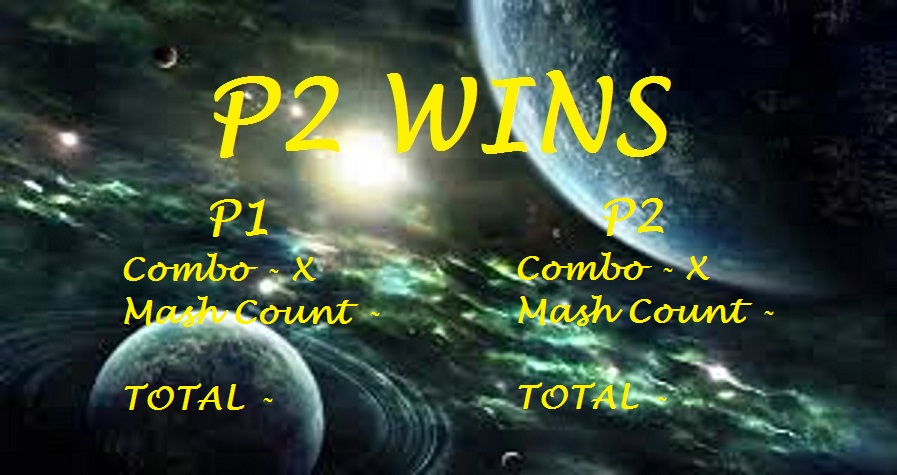 P2 WINS
P1
Combo ~ X
Mash Count ~
TOTAL ~
P2
Combo ~ X
Mash Count ~
TOTAL ~